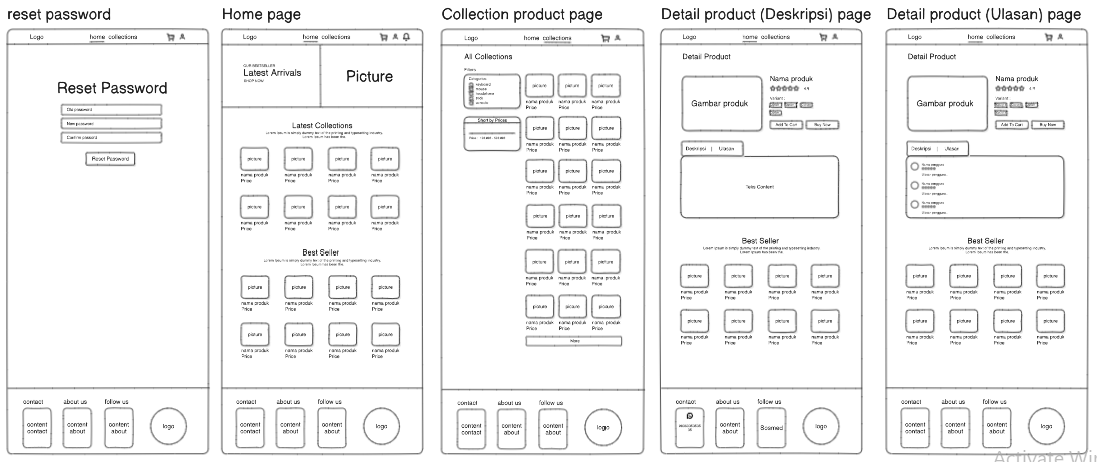 reset password
Logo
home collections
Reset Password
Old password
New password
Confirm passord
Reset Password
contact about us follow us
content contact
content about
content about
logo
Home page
Logo
home collections
OUR BESTSELLER
Latest Arrivals
SHOP NOW
Picture
Latest Collections
Lorem Ipsum is simply dummy text of the printing and typesetting industry.
Lorem Ipsum has been the.
picture picture picture picture
nama produk nama produk nama produk nama produk
Price Price Price Price
picture picture picture picture
nama produk nama produk nama produk nama produk
Price Price Price Price
Best Seller
Lorem Ipsum is simply dummy text of the printing and typesetting industry.
Lorem Ipsum has been the.
picture picture picture picture
nama produk nama produk nama produk nama produk
Price Price Price Price
picture picture picture picture
nama produk nama produk nama produk nama produk
Price Price Price Price
contact about us follow us
content contact
content about
content about
logo
Collection product page
Logo
home collections
All Collections
Filters
Categories
keyboard
mouse
Short by Prices
picture picture picture
nama produk nama produk nama produk
Price Price Price
picture picture picture
nama produk nama produk nama produk
Price Price Price
picture picture picture
nama produk nama produk nama produk
Price Price Price
picture picture picture
nama produk nama produk nama produk
Price Price Price
picture picture picture
nama produk nama produk nama produk
Price Price Price
picture picture picture
nama produk nama produk nama produk
Price Price Price
More
contact about us follow us
content contact
content about
content about
logo
Detail product (Deskripsi) page
Logo
home collections
Detail Product
Gambar produk
Nama produk
4.9
Variant :
Add To Cart Buy Now
Deskripsi | Ulasan
Teks Content
Best Seller
Lorem Ipsum is simply dummy text of the printing and typesetting industry.
Lorem Ipsum has been the.
picture picture picture picture
nama produk nama produk nama produk nama produk
Price Price Price Price
picture picture picture picture
nama produk nama produk nama produk nama produk
Price Price Price Price
contact about us follow us
content about
Sosmed
logo
Detail product (Ulasan) page
Logo
home collections
Detail Product
Gambar produk
Nama produk
4.9
Variant :
Add To Cart Buy Now
Deskripsi | Ulasan
Nama pengguna
Nama pengguna
Nama pengguna
Best Seller
Lorem Ipsum is simply dummy text of the printing and typesetting industry.
Lorem Ipsum has been the.
picture picture picture picture
nama produk nama produk nama produk nama produk
Price Price Price Price
picture picture picture picture
nama produk nama produk nama produk nama produk
Price Price Price Price
contact about us follow us
content contact
content about
content about
logo
Activate Win